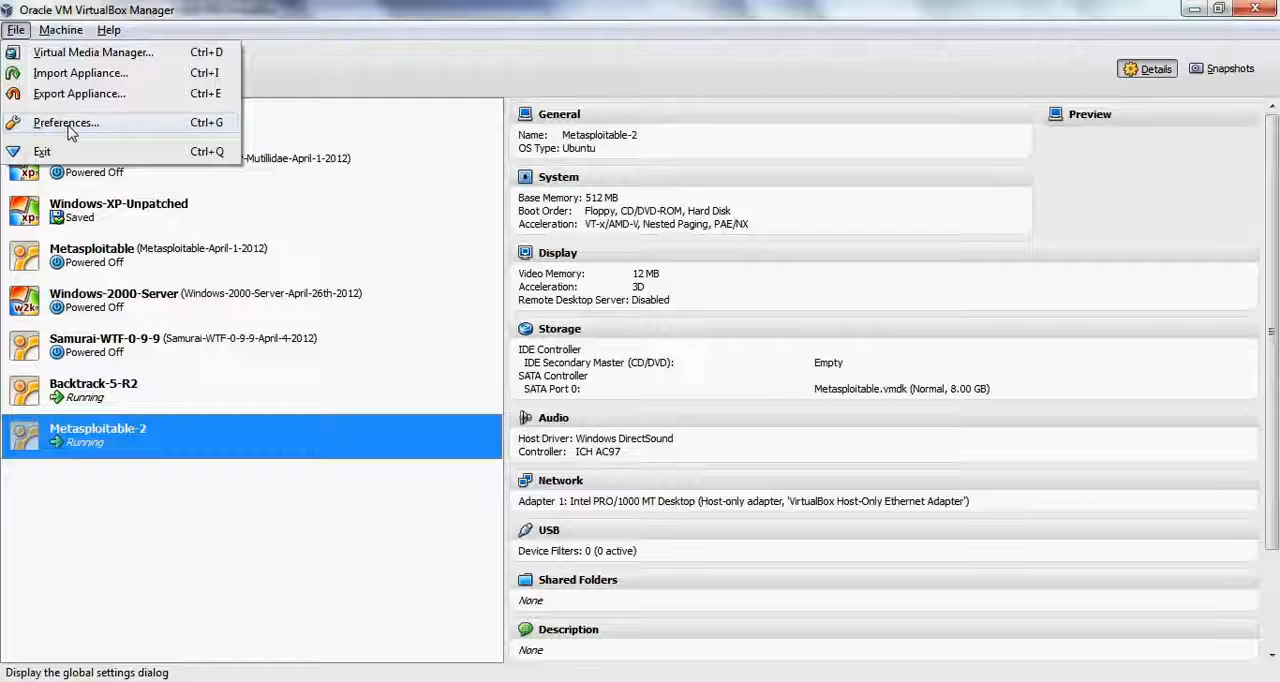 Oracle VM VirtualBox Manager
File Machine Help
Virtual Media Manager... Ctrl+D
Import Appliance... Ctrl+I
Export Appliance... Ctrl+E
Preferences... Ctrl+G
Exit Ctrl+Q
Details Snapshots
-Mutillidae-April-1-2012)
Powered Off
Windows-XP-Unpatched
Saved
Metasploitable (Metasploitable-April-1-2012)
Powered Off
Windows-2000-Server (Windows-2000-Server-April-26th-2012)
Powered Off
Samurai-WTF-0-9-9 (Samurai-WTF-0-9-9-April-4-2012)
Powered Off
Backtrack-5-R2
Running
Metasploitable-2
Running
xp
xp
w2k
General
Name: Metasploitable-2
OS Type: Ubuntu
System
Base Memory: 512 MB
Boot Order: Floppy, CD/DVD-ROM, Hard Disk
Acceleration: VT-x/AMD-V, Nested Paging, PAE/NX
Display
Video Memory: 12 MB
Acceleration: 3D
Remote Desktop Server: Disabled
Storage
IDE Controller
IDE Secondary Master (CD/DVD): Empty
SATA Controller
SATA Port 0: Metasploitable.vmdk (Normal, 8.00 GB)
Audio
Host Driver: Windows DirectSound
Controller: ICH AC97
Network
Adapter 1: Intel PRO/1000 MT Desktop (Host-only adapter, 'VirtualBox Host-Only Ethernet Adapter')
USB
Device Filters: 0 (0 active)
Shared Folders
None
Description
None
Preview
Display the global settings dialog